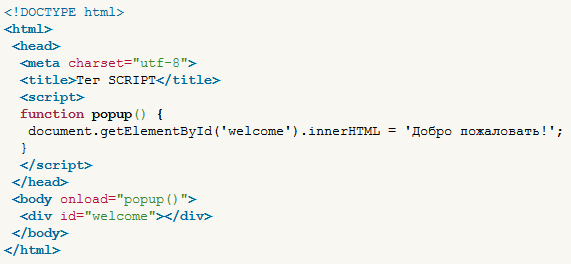 <!DOCTYPE html>
<html>
<head>
<meta charset="utf-8">
<title>Тег SCRIPT</title>
<script>
function popup() {
document.getElementById('welcome').innerHTML = 'Добро пожаловать!';
}
</script>
</head>
<body onload="popup()">
<div id="welcome"></div>
</body>
</html>